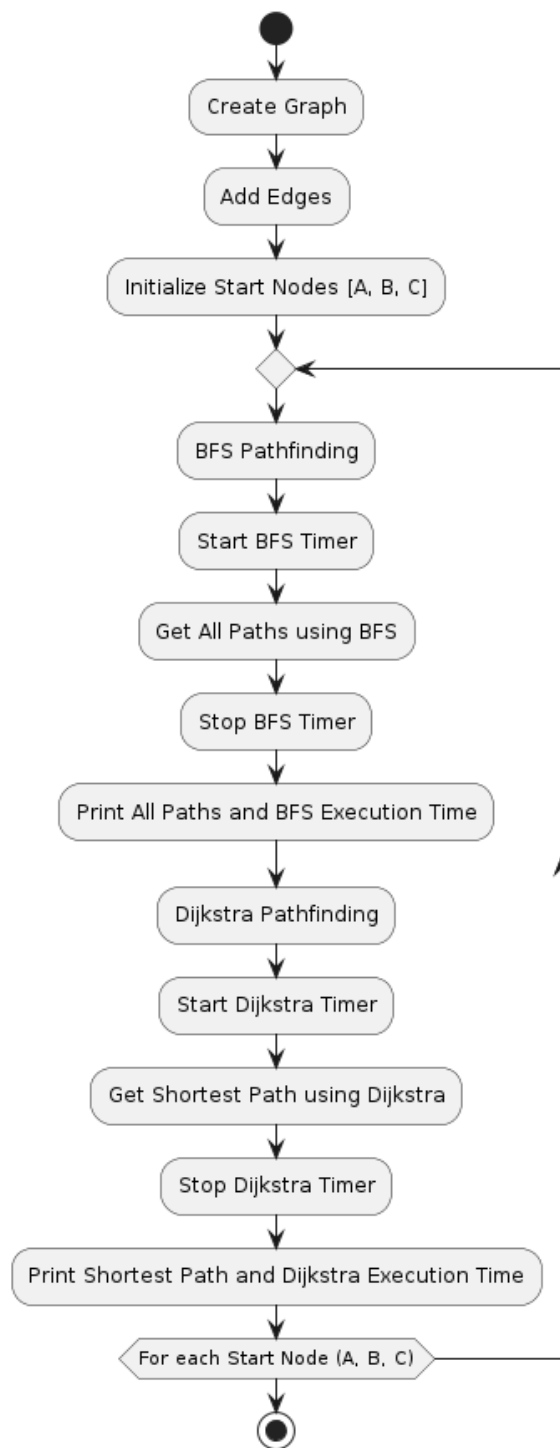 Create Graph
Add Edges
Initialize Start Nodes [A, B, C]
BFS Pathfinding
Start BFS Timer
Get All Paths using BFS
Stop BFS Timer
Print All Paths and BFS Execution Time
Dijkstra Pathfinding
Start Dijkstra Timer
Get Shortest Path using Dijkstra
Stop Dijkstra Timer
Print Shortest Path and Dijkstra Execution Time
For each Start Node (A, B, C)